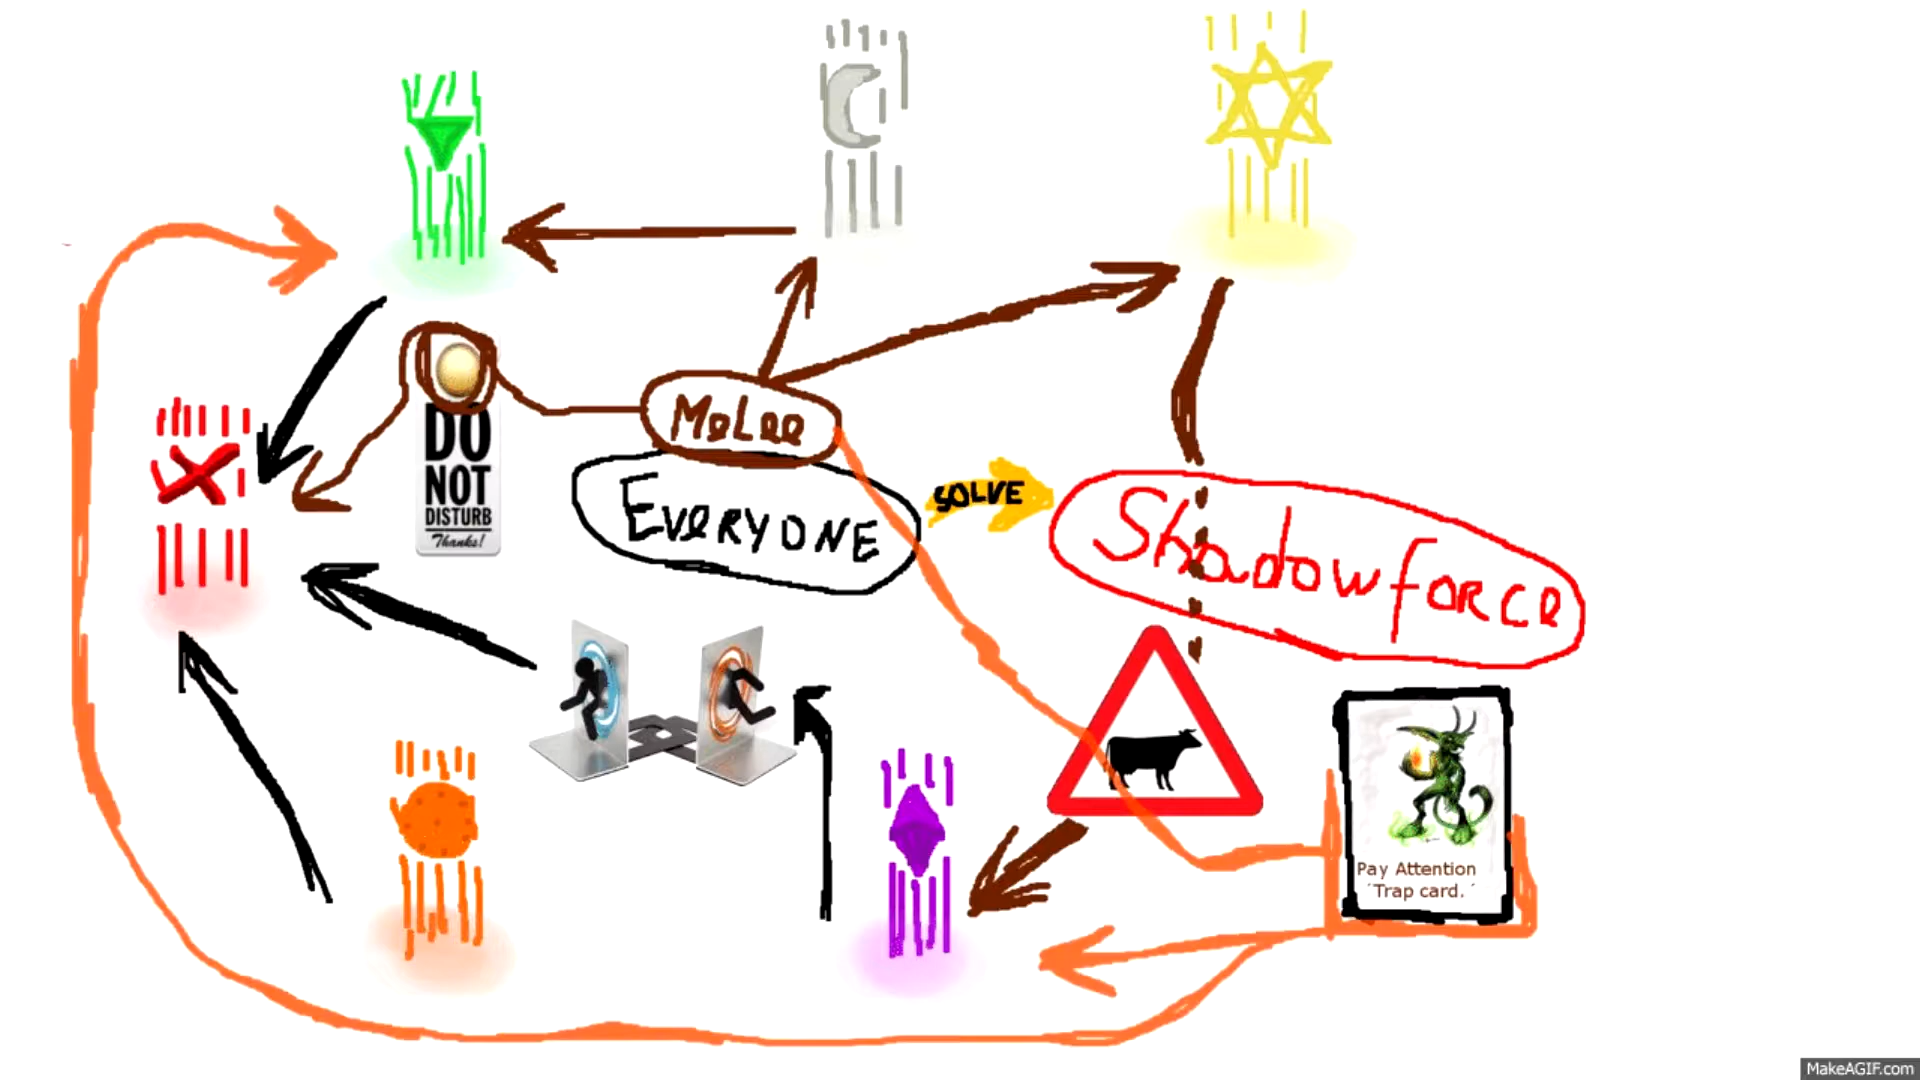 DO
NOT
DISTURB
Thanks!
MeLee
EVeRYONE
SOLVE
Shadowforce
Pay Attention
´Trap card.´
MakeAGIF.com